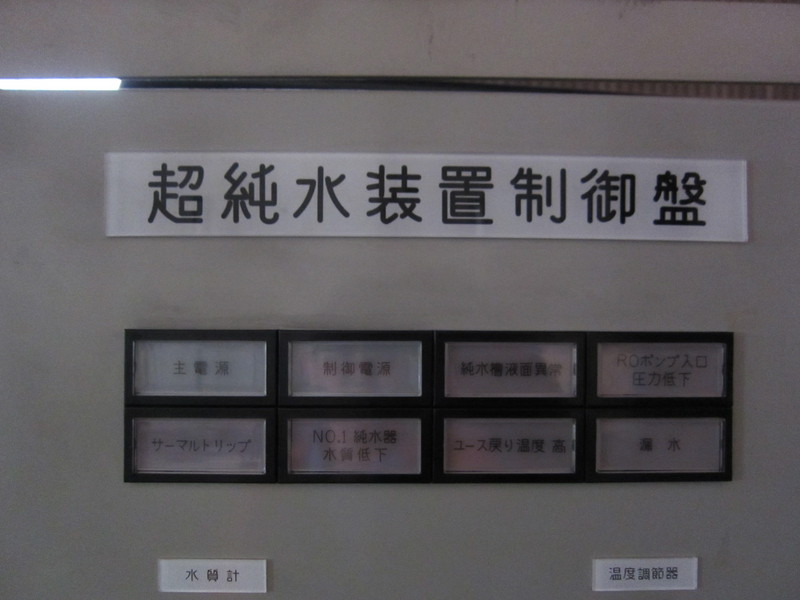 超純水装置制御盤
主電源
制御電源
純水槽液面異常
ROポンプ入口
圧力低下
サーマルトリップ
NO.1 純水器
水質低下
ユース戻り温度 高
漏水
水質計
温度調節器